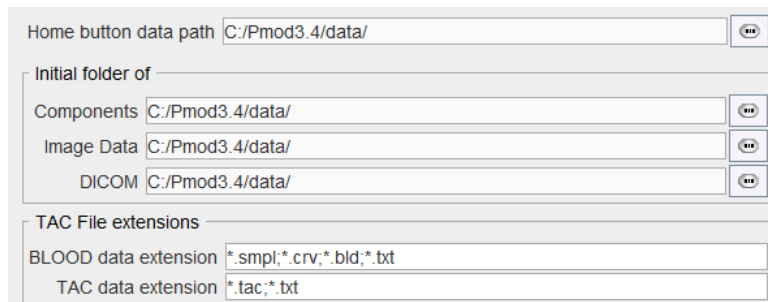 Home button data path C:/Pmod3.4/data/
Initial folder of
Components C:/Pmod3.4/data/
Image Data C:/Pmod3.4/data/
DICOM C:/Pmod3.4/data/
TAC File extensions
BLOOD data extension *.smpl;*.crv;*.bld;*.txt
TAC data extension *.tac;*.txt